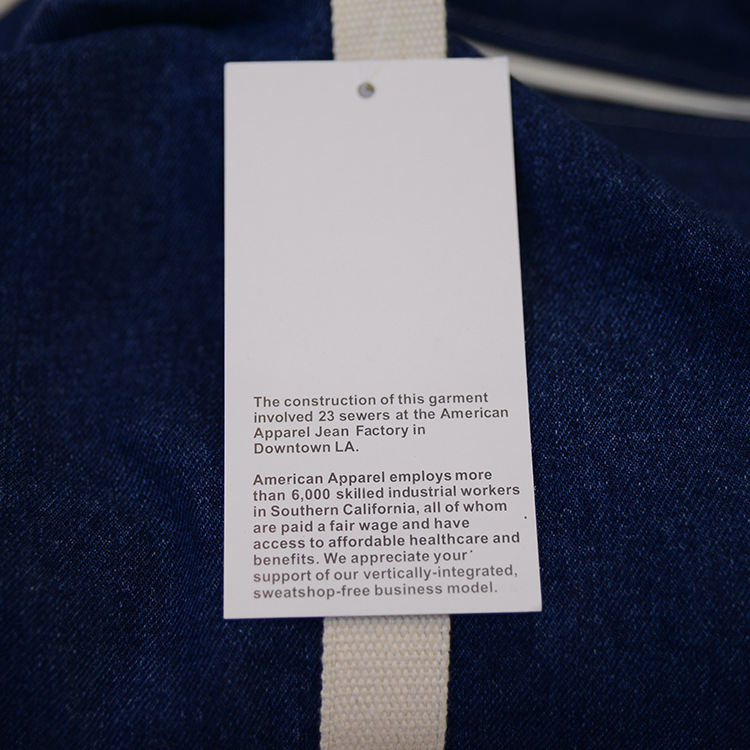 The construction of this garment
involved 23 sewers at the American
Apparel Jean Factory in
Downtown LA.
American Apparel employs more
than 6,000 skilled industrial workers
in Southern California, all of whom
are paid a fair wage and have
access to affordable healthcare and
benefits. We appreciate your
support of our vertically-integrated,
sweatshop-free business model.